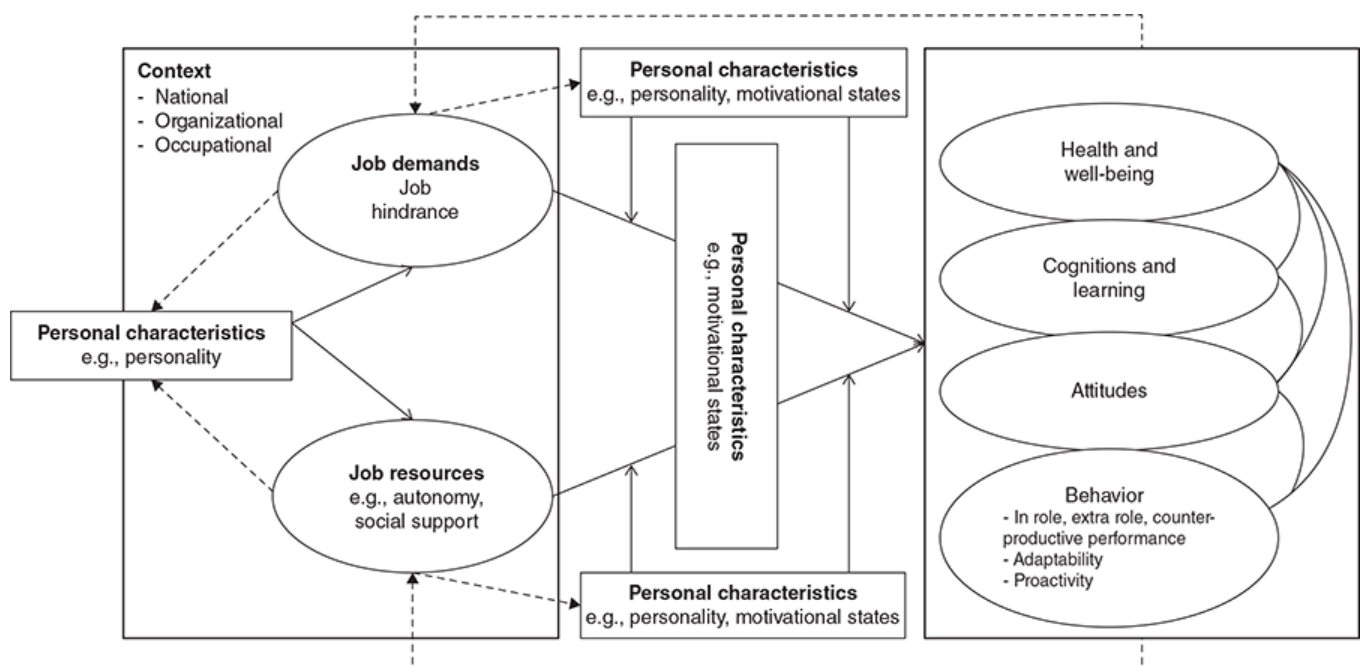 Context
- National
- Organizational
- Occupational
Job demands
Job
hindrance
Personal characteristics
e.g., personality
Job resources
e.g., autonomy,
social support
Personal characteristics
e.g., personality, motivational states
Personal characteristics
e.g., motivational states
Personal characteristics
e.g., personality, motivational states
Health and
well-being
Cognitions and
learning
Attitudes
Behavior
- In role, extra role, counter-
productive performance
- Adaptability
- Proactivity